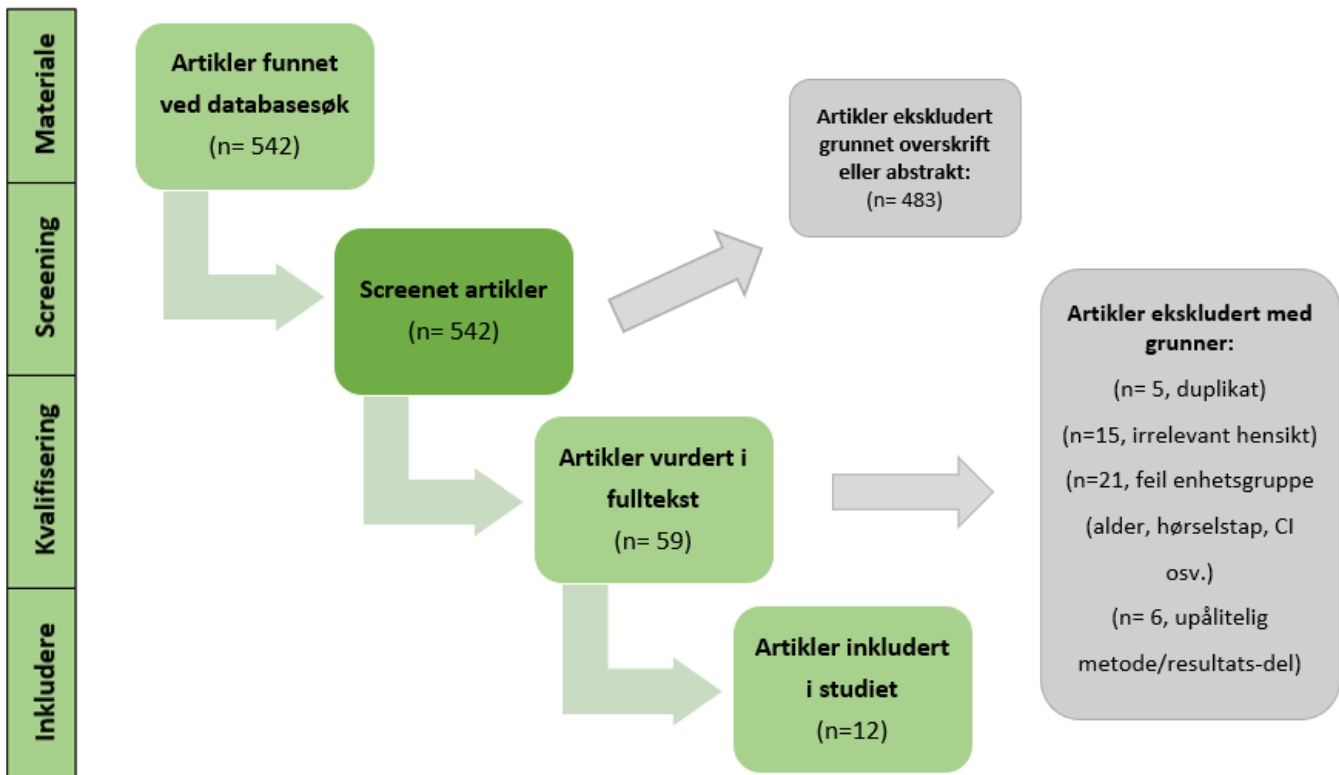 Materiale
Screening
Kvalifisering
Inkludere
Artikler funnet
ved databasesøk
(n= 542)
Screenet artikler
(n= 542)
Artikler vurdert i
fulltekst
(n= 59)
Artikler inkludert
i studiet
(n=12)
Artikler ekskludert
grunnet overskrift
eller abstrakt:
(n= 483)
Artikler ekskludert med
grunner:
(n= 5, duplikat)
(n=15, irrelevant hensikt)
(n=21, feil enhetsgruppe
(alder, hørselstap, CI
osv.)
(n= 6, upålitelig
metode/resultats-del)